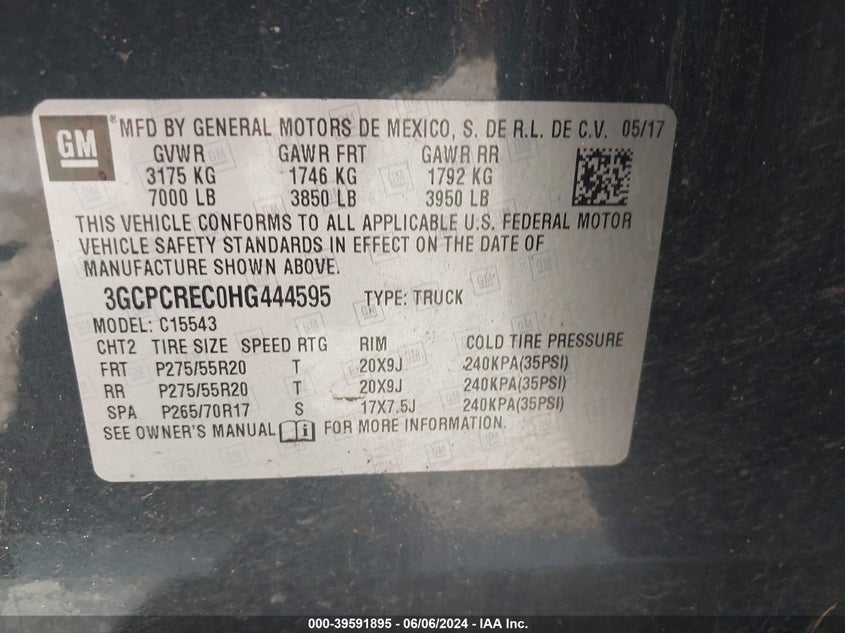 GM ® MFD BY GENERAL MOTORS DE MEXICO, S. DE R.L. DE C.V. 05/17
GVWR GAWR FRT GAWR RR
3175 KG 1746 KG 1792 KG
7000 LB 3850 LB 3950 LB
THIS VEHICLE CONFORMS TO ALL APPLICABLE U.S. FEDERAL MOTOR
VEHICLE SAFETY STANDARDS IN EFFECT ON THE DATE OF
MANUFACTURE SHOWN ABOVE.
3GCPCREC0HG444595 TYPE: TRUCK
MODEL: C15543
CHT2 TIRE SIZE SPEED RTG RIM COLD TIRE PRESSURE
FRT P275/55R20 T 20X9J 240KPA(35PSI)
RR P275/55R20 T 20X9J 240KPA(35PSI)
SPA P265/70R17 S 17X7.5J 240KPA(35PSI)
SEE OWNER'S MANUAL i FOR MORE INFORMATION.
000-39591895 - 06/06/2024 - IAA Inc.